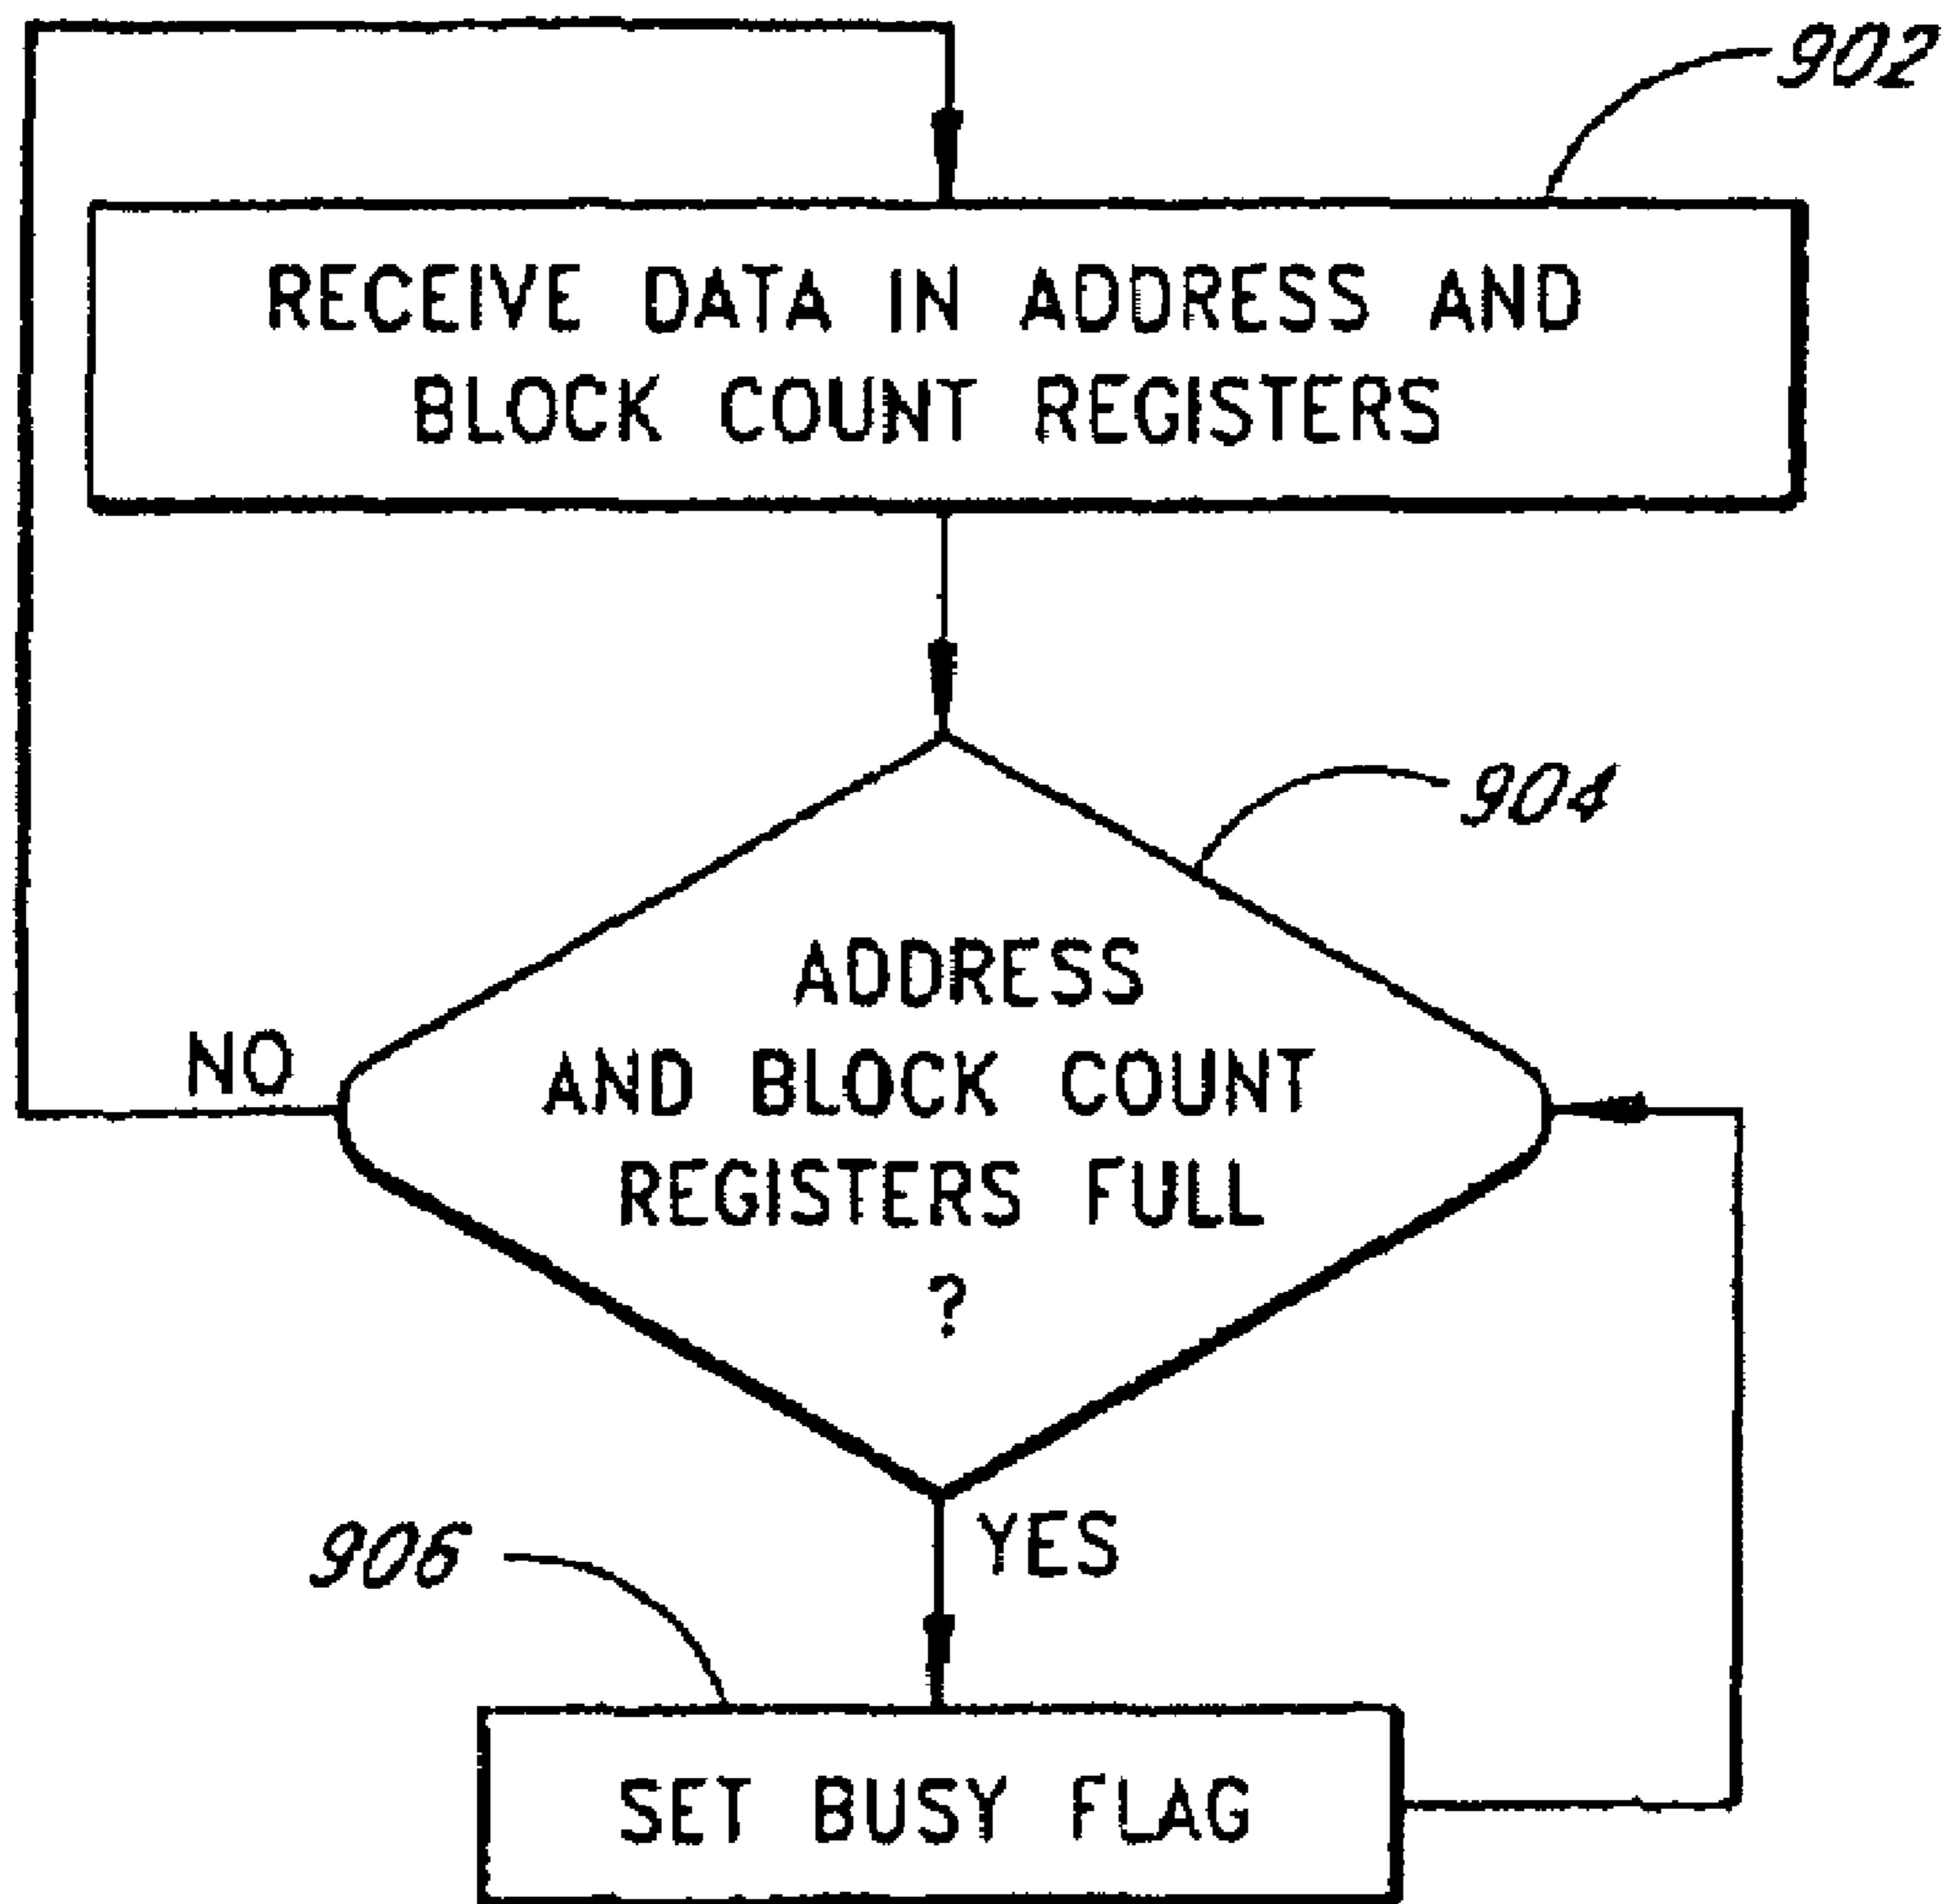 902
RECEIVE DATA IN ADDRESS AND
BLOCK COUNT REGISTERS
904
ADDRESS
AND BLOCK COUNT
REGISTERS FULL
?
NO
YES
906
SET BUSY FLAG